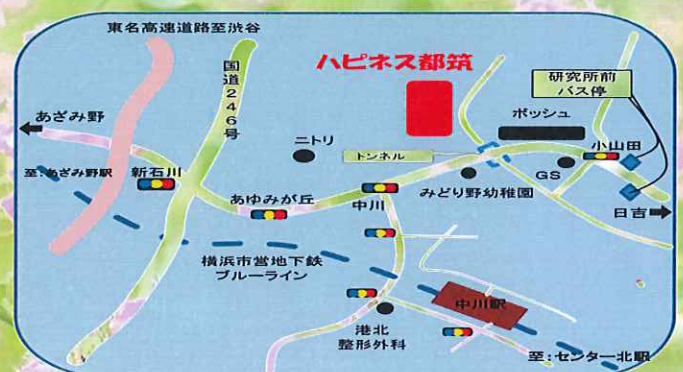 東名高速道路至渋谷
国道246号
ハピネス都筑
研究所前
バス停
あざみ野
ニトリ
ボッシュ
小山田
トンネル
至:あざみ野駅
新石川
GS
あゆみが丘
中川
みどり野幼稚園
日吉
横浜市営地下鉄
ブルーライン
中川駅
港北
整形外科
至:センター北駅